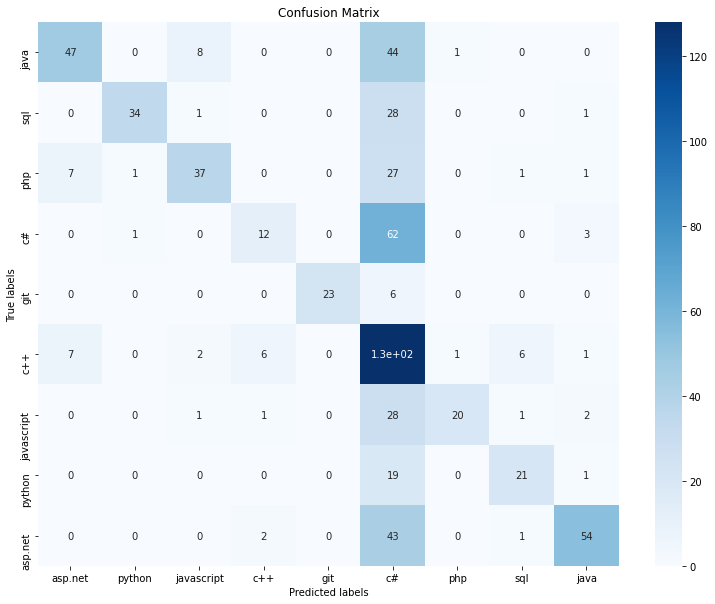 Confusion Matrix
java 47 0 8 0 0 44 1 0 0
120
sql 0 34 1 0 0 28 0 0 1
100
php 7 1 37 0 0 27 0 1 1
c# 0 1 0 12 0 62 0 0 3
80
True labels
git 0 0 0 0 23 6 0 0 0
60
c++ 7 0 2 6 0 1.3e+02 1 6 1
40
javascript 0 0 1 1 0 28 20 1 2
python 0 0 0 0 0 19 0 21 1
20
asp.net 0 0 0 2 0 43 0 1 54
0
asp.net python javascript c++ git c# php sql java
Predicted labels